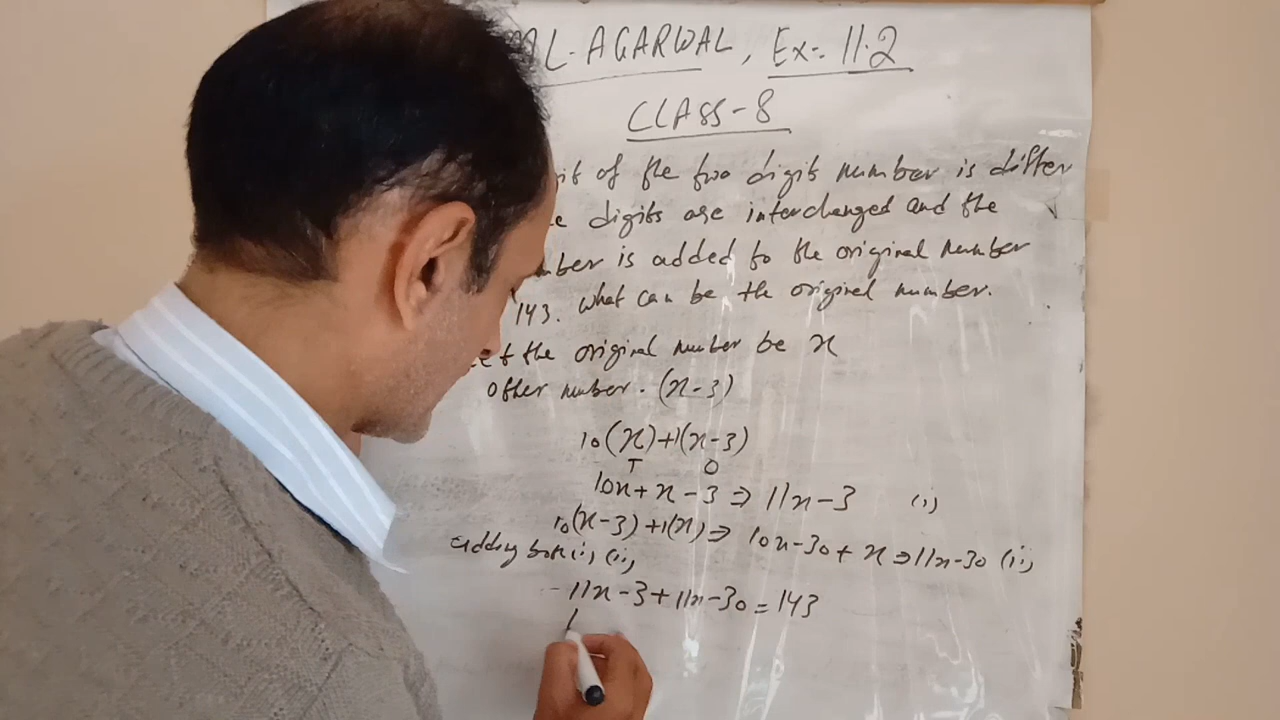 ML-AGARWAL, Ex-. 11.2
CLASS-8
of the two digits number is differ
digits are interchanged and the
is added to the original number
143. What can be the original number.
the original number be x
other number. (x-3)
10(x)+1(x-3)
T O
10x+x-3 ⇒ 11x-3 (i)
10(x-3)+1(x) ⇒ 10x-30+x ⇒ 11x-30 (ii)
adding both (i) (ii)
11x-3+11x-30=143